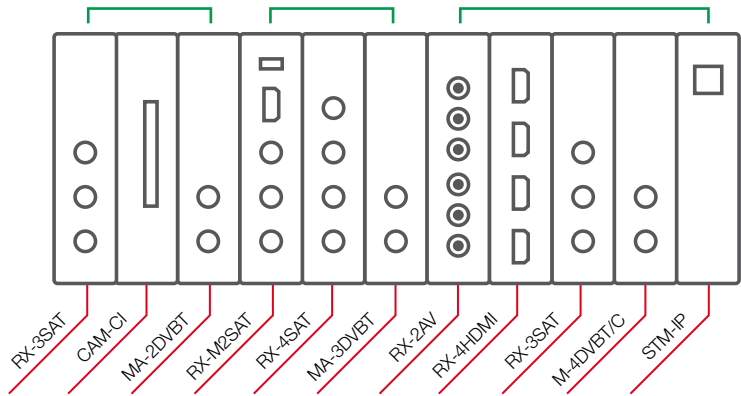 RX-3SAT
CAM-CI
MA-2DVBT
RX-M2SAT
RX-4SAT
MA-3DVBT
RX-2AV
RX-4HDMI
RX-3SAT
M-4DVBT/C
STM-IP